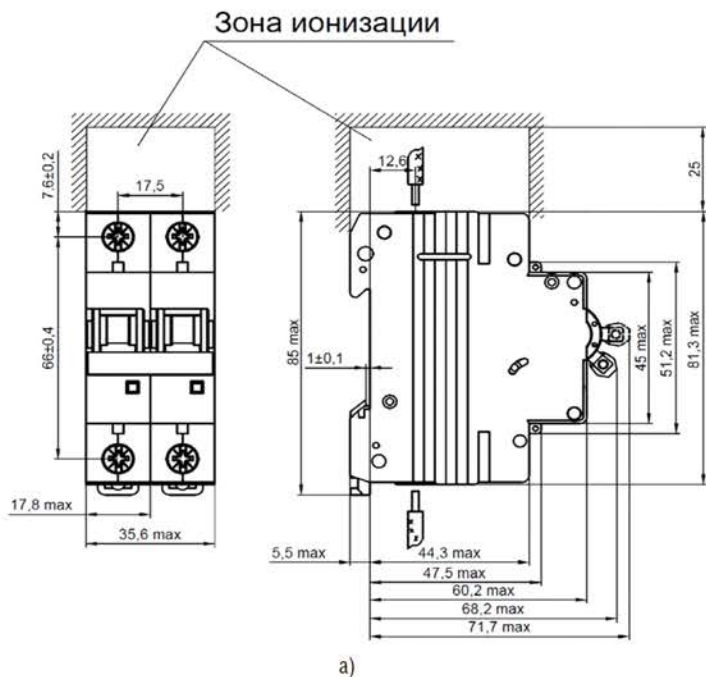 Зона ионизации
7,6±0,2
17,5
12,6
25
66±0,4
85 max
1±0,1
45 max
51,2 max
81,3 max
17,8 max
35,6 max
5,5 max
44,3 max
47,5 max
60,2 max
68,2 max
71,7 max
а)